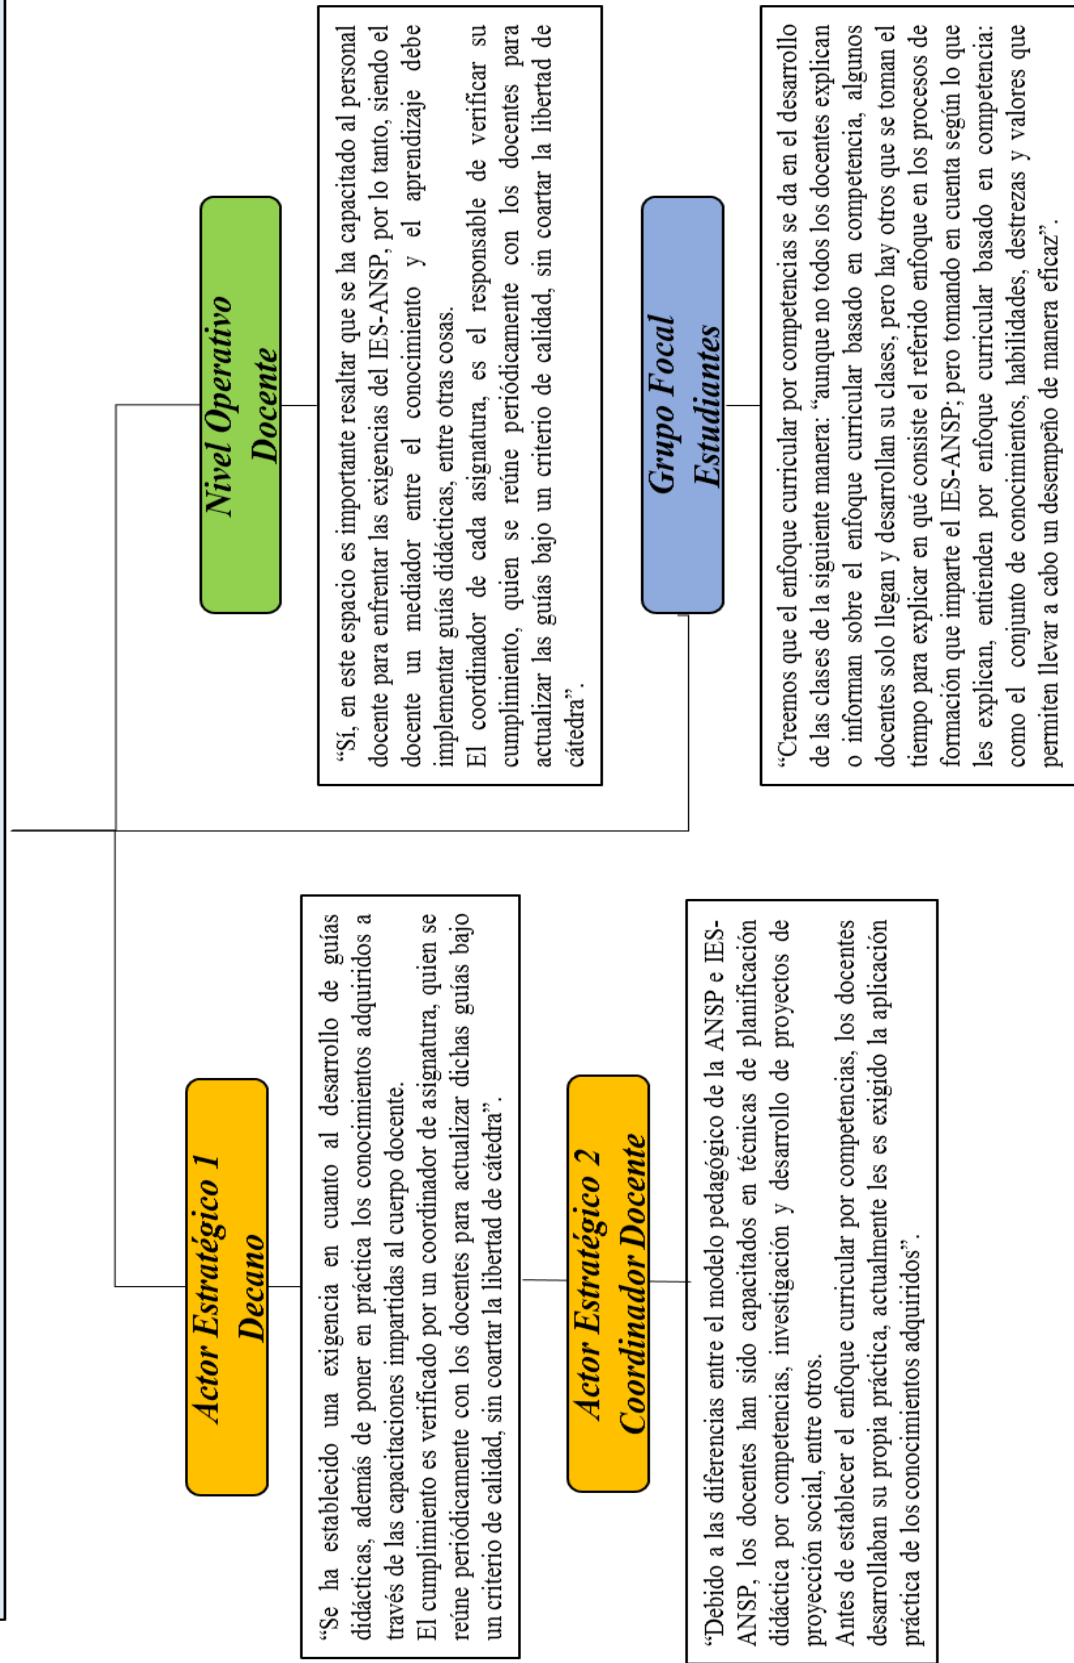 Actor Estratégico 1
Decano
“Se ha establecido una exigencia en cuanto al desarrollo de guías
didácticas, además de poner en práctica los conocimientos adquiridos a
través de las capacitaciones impartidas al cuerpo docente.
El cumplimiento es verificado por un coordinador de asignatura, quien se
reúne periódicamente con los docentes para actualizar dichas guías bajo
un criterio de calidad, sin coartar la libertad de cátedra”.
Actor Estratégico 2
Coordinador Docente
“Debido a las diferencias entre el modelo pedagógico de la ANSP e IES-
ANSP, los docentes han sido capacitados en técnicas de planificación
didáctica por competencias, investigación y desarrollo de proyectos de
proyección social, entre otros.
Antes de establecer el enfoque curricular por competencias, los docentes
desarrollaban su propia práctica, actualmente les es exigido la aplicación
práctica de los conocimientos adquiridos”.
Nivel Operativo
Docente
“Sí, en este espacio es importante resaltar que se ha capacitado al personal
docente para enfrentar las exigencias del IES-ANSP, por lo tanto, siendo el
docente un mediador entre el conocimiento y el aprendizaje debe
implementar guías didácticas, entre otras cosas.
El coordinador de cada asignatura, es el responsable de verificar su
cumplimiento, quien se reúne periódicamente con los docentes para
actualizar las guías bajo un criterio de calidad, sin coartar la libertad de
cátedra”.
Grupo Focal
Estudiantes
“Creemos que el enfoque curricular por competencias se da en el desarrollo
de las clases de la siguiente manera: “aunque no todos los docentes explican
o informan sobre el enfoque curricular basado en competencia, algunos
docentes solo llegan y desarrollan su clases, pero hay otros que se toman el
tiempo para explicar en qué consiste el referido enfoque en los procesos de
formación que imparte el IES-ANSP; pero tomando en cuenta según lo que
les explican, entienden por enfoque curricular basado en competencia:
como el conjunto de conocimientos, habilidades, destrezas y valores que
permiten llevar a cabo un desempeño de manera eficaz”.